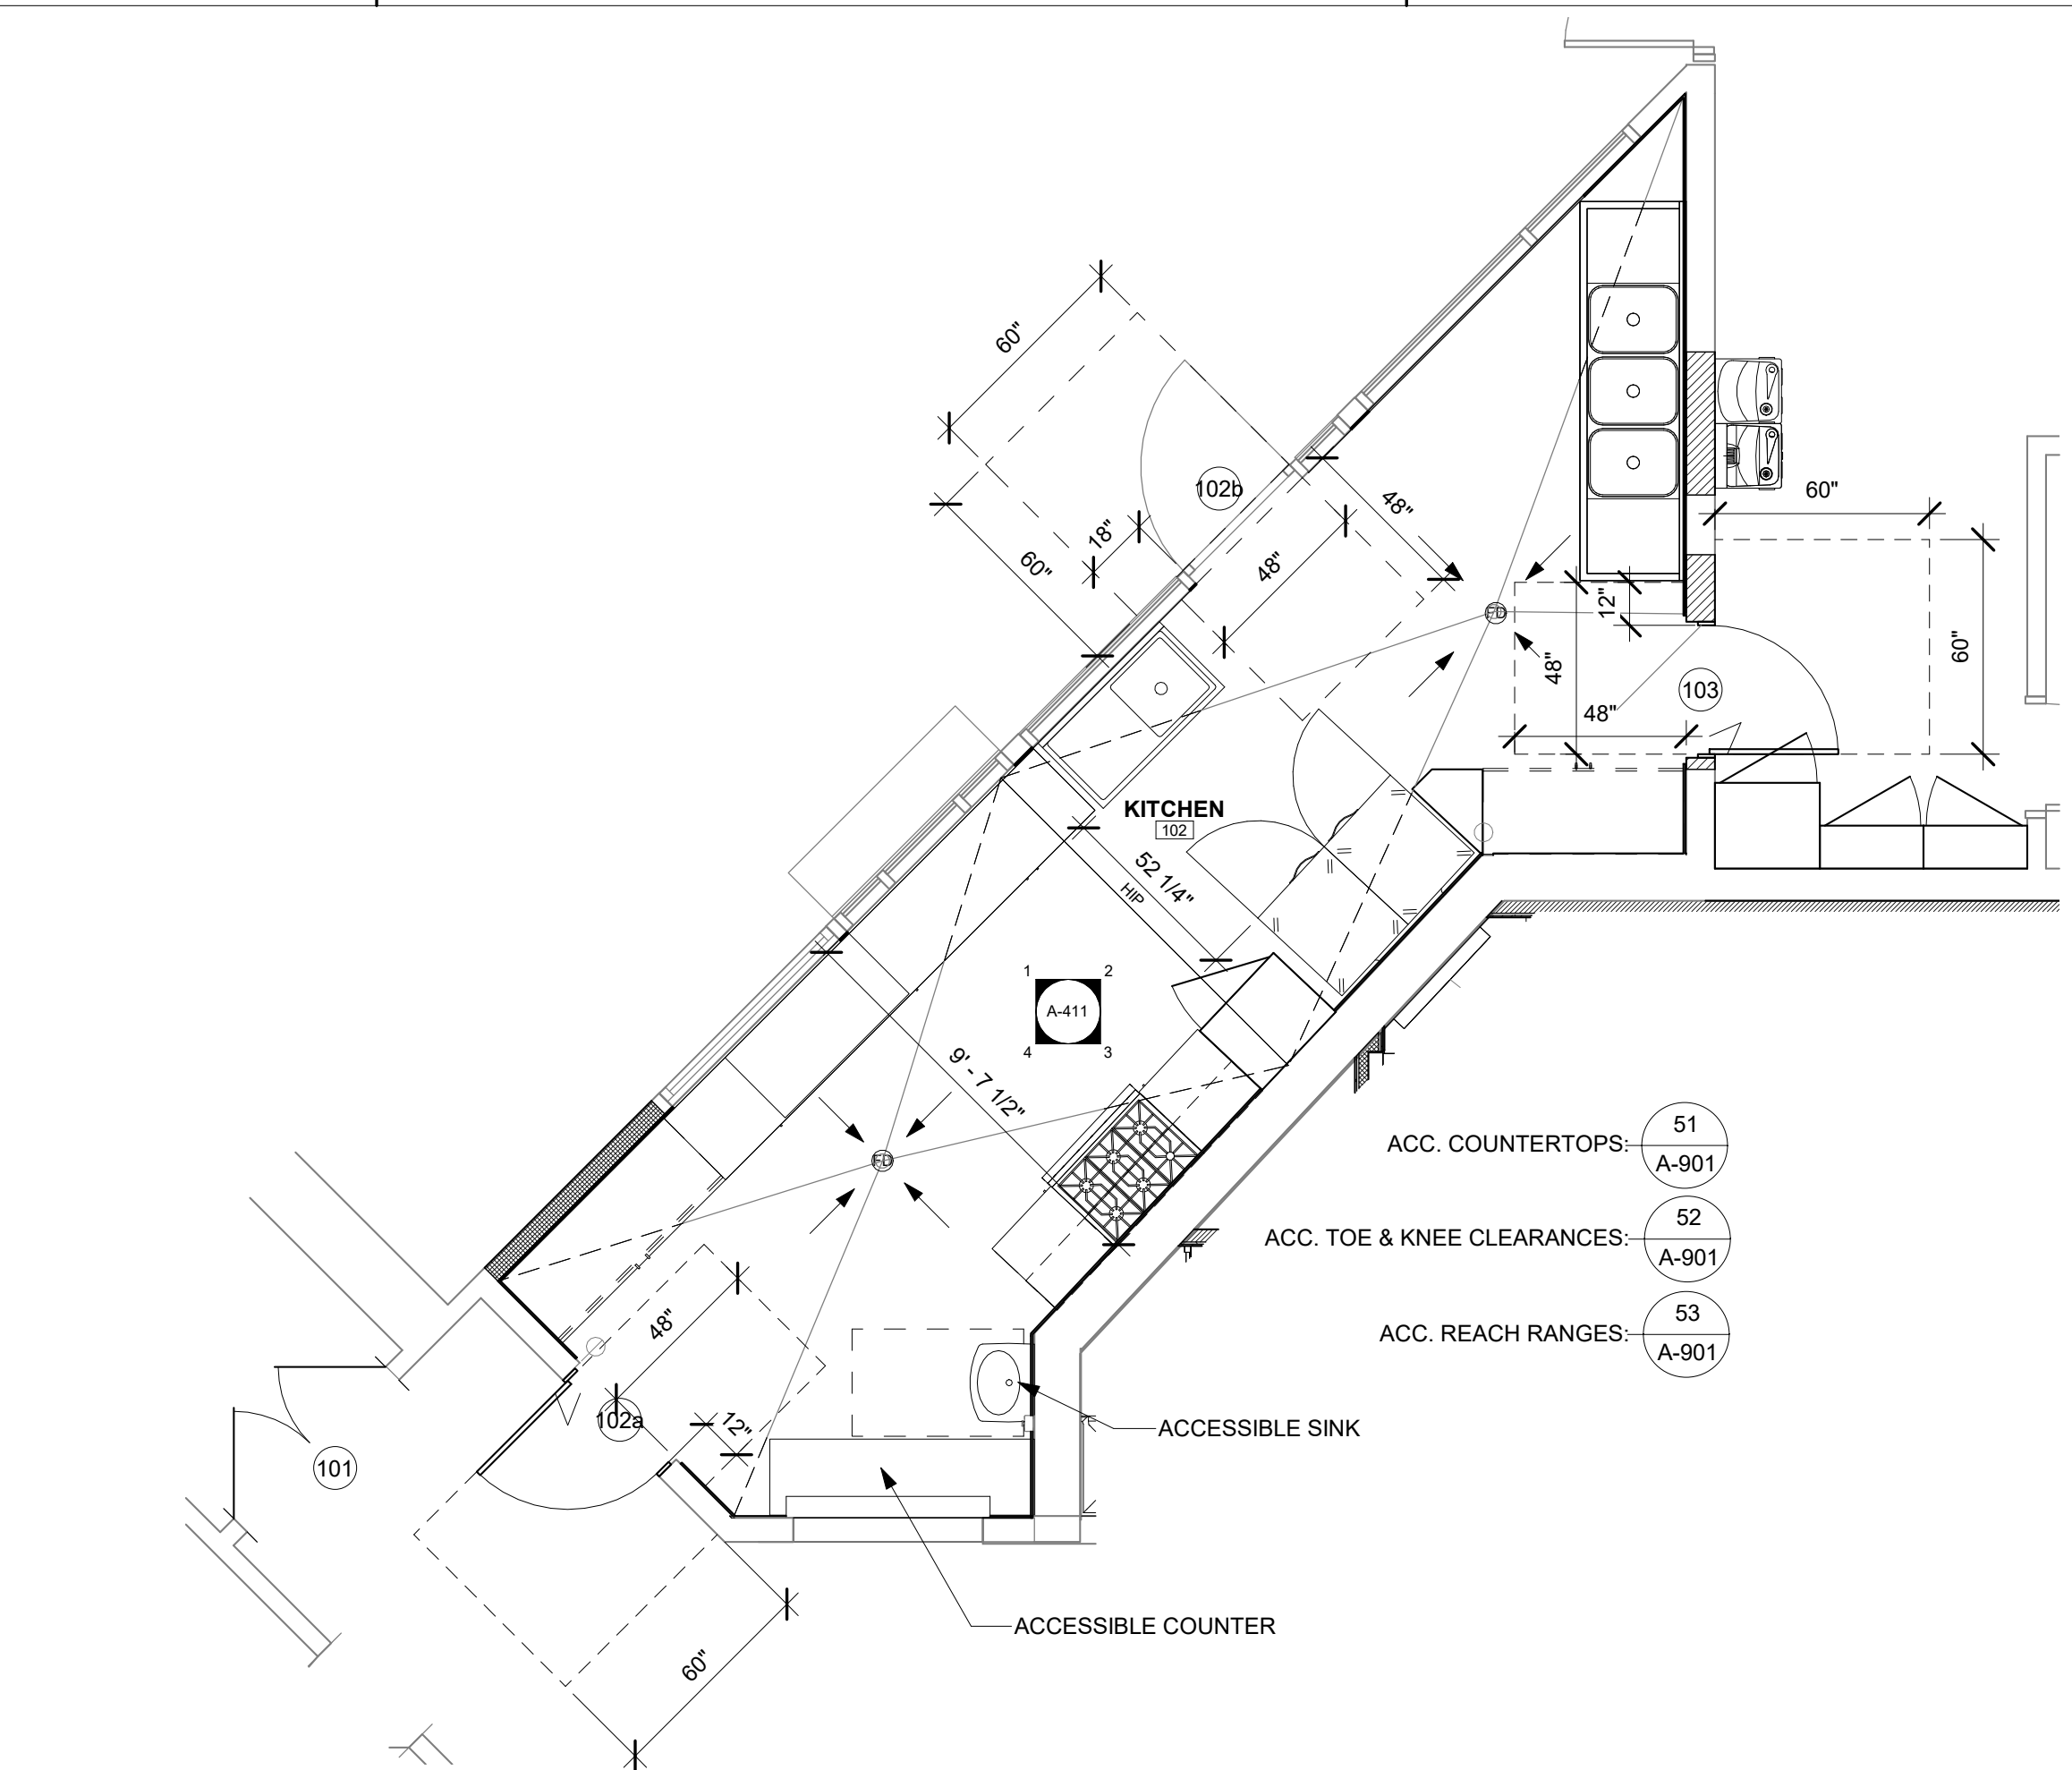 60"
102b
48"
60"
18"
60"
48"
12"
FD
48"
60"
103
48"
KITCHEN
102
52 1/4"
HIP
1
2
A-411
4
3
9' - 7 1/2"
FD
51
ACC. COUNTERTOPS:
A-901
52
ACC. TOE & KNEE CLEARANCES:
A-901
53
ACC. REACH RANGES:
A-901
48"
102a
12"
ACCESSIBLE SINK
101
ACCESSIBLE COUNTER
60"